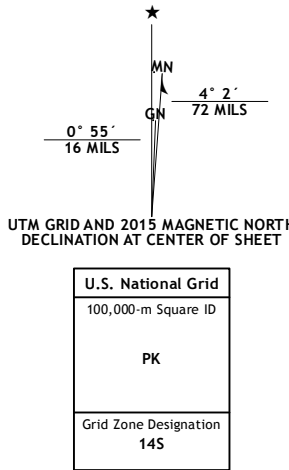 ★
MN
4° 2´
72 MILS
GN
0° 55´
16 MILS
UTM GRID AND 2015 MAGNETIC NORTH
DECLINATION AT CENTER OF SHEET
U.S. National Grid
100,000-m Square ID
PK
Grid Zone Designation
14S